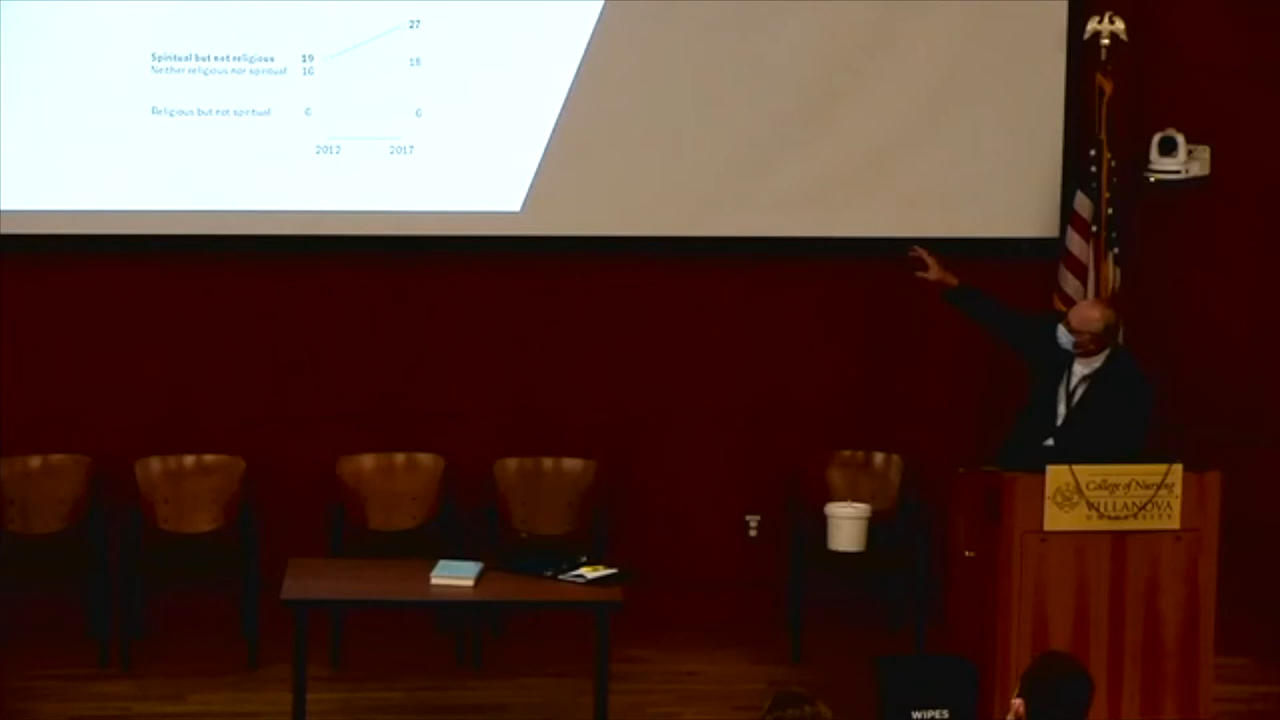 27
Spiritual but not religious 19
18
Neither religious nor spiritual 16
Religious but not spiritual 6 6
2012 2017
College of Nursing
VILLANOVA
UNIVERSITY
WIPES